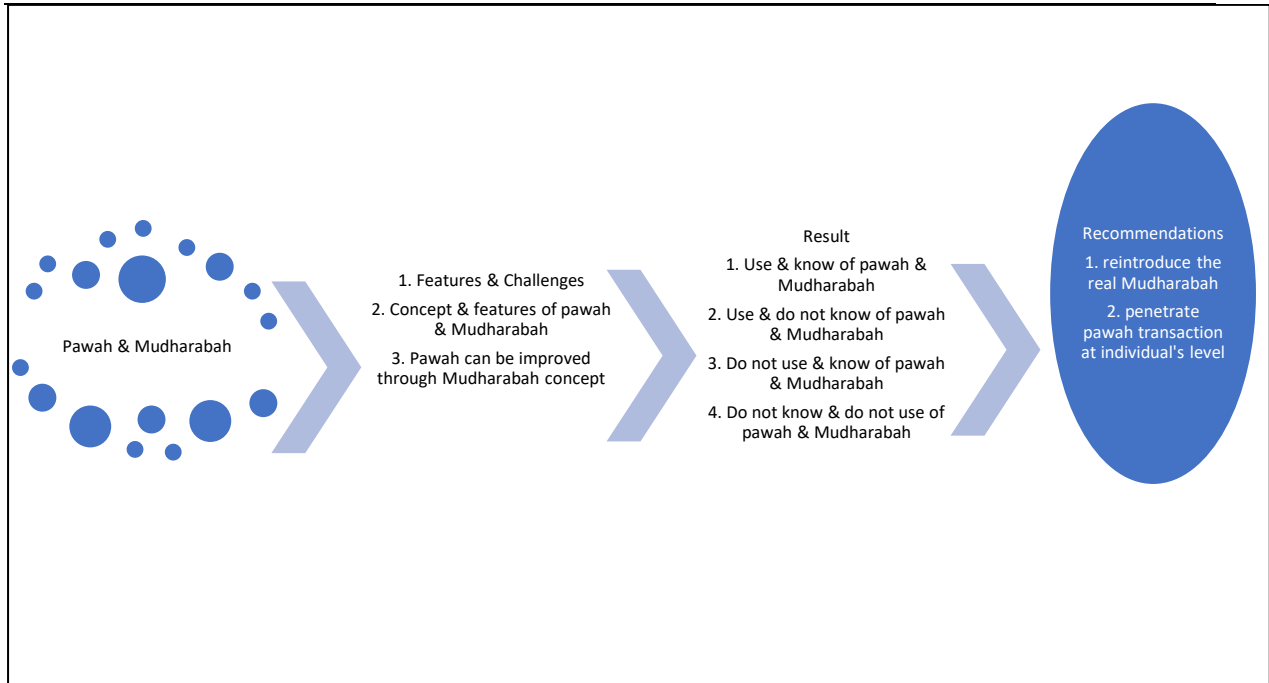 Pawah & Mudharabah
1. Features & Challenges
2. Concept & features of pawah
& Mudharabah
3. Pawah can be improved
through Mudharabah concept
Result
1. Use & know of pawah &
Mudharabah
2. Use & do not know of pawah
& Mudharabah
3. Do not use & know of pawah
& Mudharabah
4. Do not know & do not use of
pawah & Mudharabah
Recommendations
1. reintroduce the
real Mudharabah
2. penetrate
pawah transaction
at individual's level